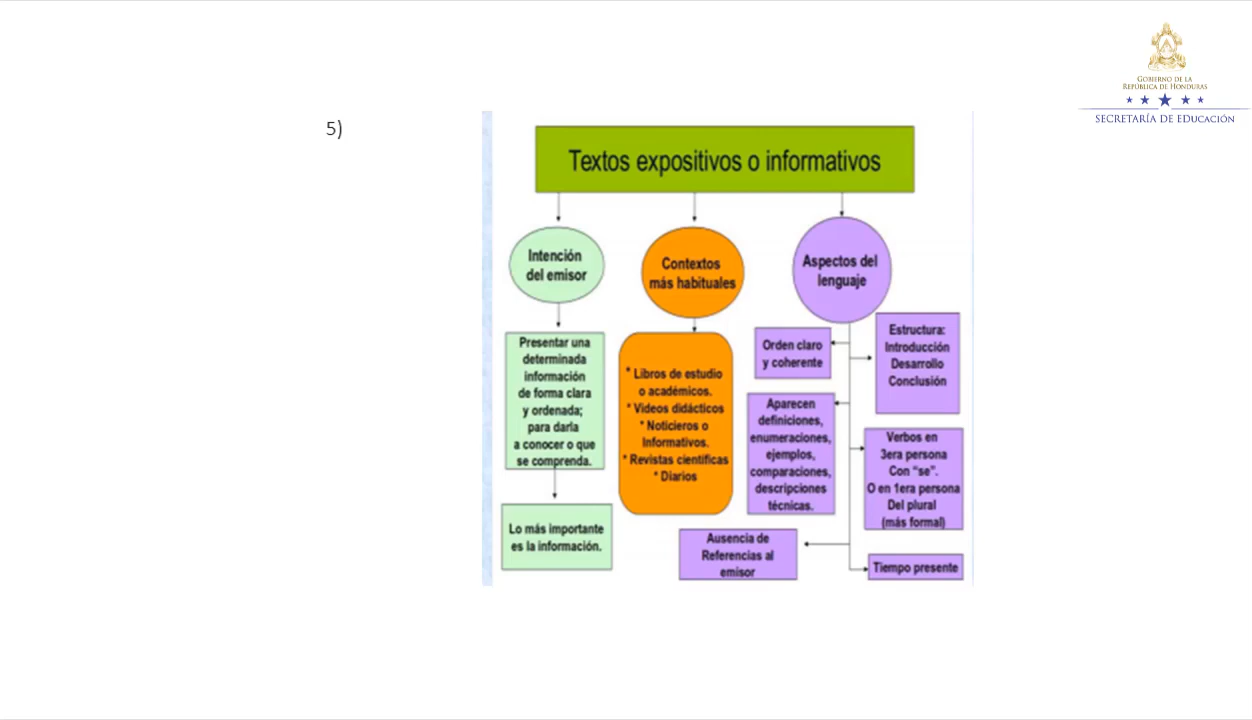 GOBIERNO DE LA
REPÚBLICA DE HONDURAS
SECRETARÍA DE EDUCACIÓN
5)
Textos expositivos o informativos
Intención
del emisor
Presentar una
determinada
información
de forma clara
y ordenada;
para darla
a conocer o que
se comprenda.
Lo más importante
es la información.
Contextos
más habituales
* Libros de estudio
o académicos.
* Videos didácticos
* Noticieros o
Informativos.
* Revistas científicas
* Diarios
Aspectos del
lenguaje
Orden claro
y coherente
Estructura:
Introducción
Desarrollo
Conclusión
Aparecen
definiciones,
enumeraciones,
ejemplos,
comparaciones,
descripciones
técnicas.
Verbos en
3era persona
Con “se”.
O en 1era persona
Del plural
(más formal)
Ausencia de
Referencias al
emisor
Tiempo presente